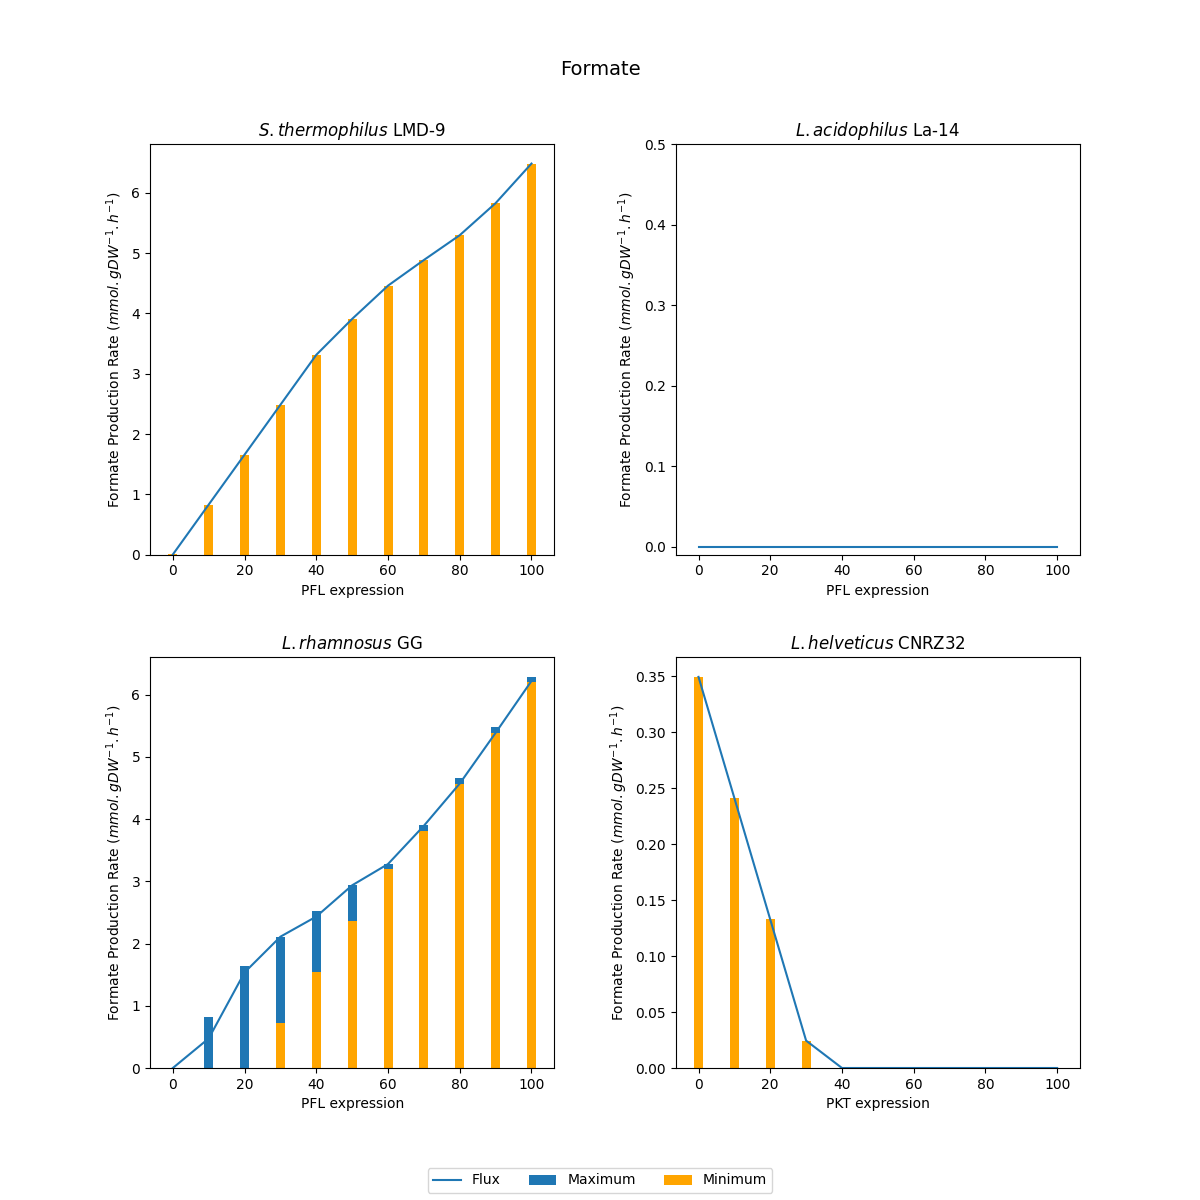 Formate
S. thermophilus LMD-9
Formate Production Rate (mmol. gDW⁻¹. h⁻¹)
6
5
4
3
2
1
0
0 20 40 60 80 100
PFL expression
L. acidophilus La-14
Formate Production Rate (mmol. gDW⁻¹. h⁻¹)
0.5
0.4
0.3
0.2
0.1
0.0
0 20 40 60 80 100
PFL expression
L. rhamnosus GG
Formate Production Rate (mmol. gDW⁻¹. h⁻¹)
6
5
4
3
2
1
0
0 20 40 60 80 100
PFL expression
L. helveticus CNRZ32
Formate Production Rate (mmol. gDW⁻¹. h⁻¹)
0.35
0.30
0.25
0.20
0.15
0.10
0.05
0.00
0 20 40 60 80 100
PKT expression
Flux Maximum Minimum